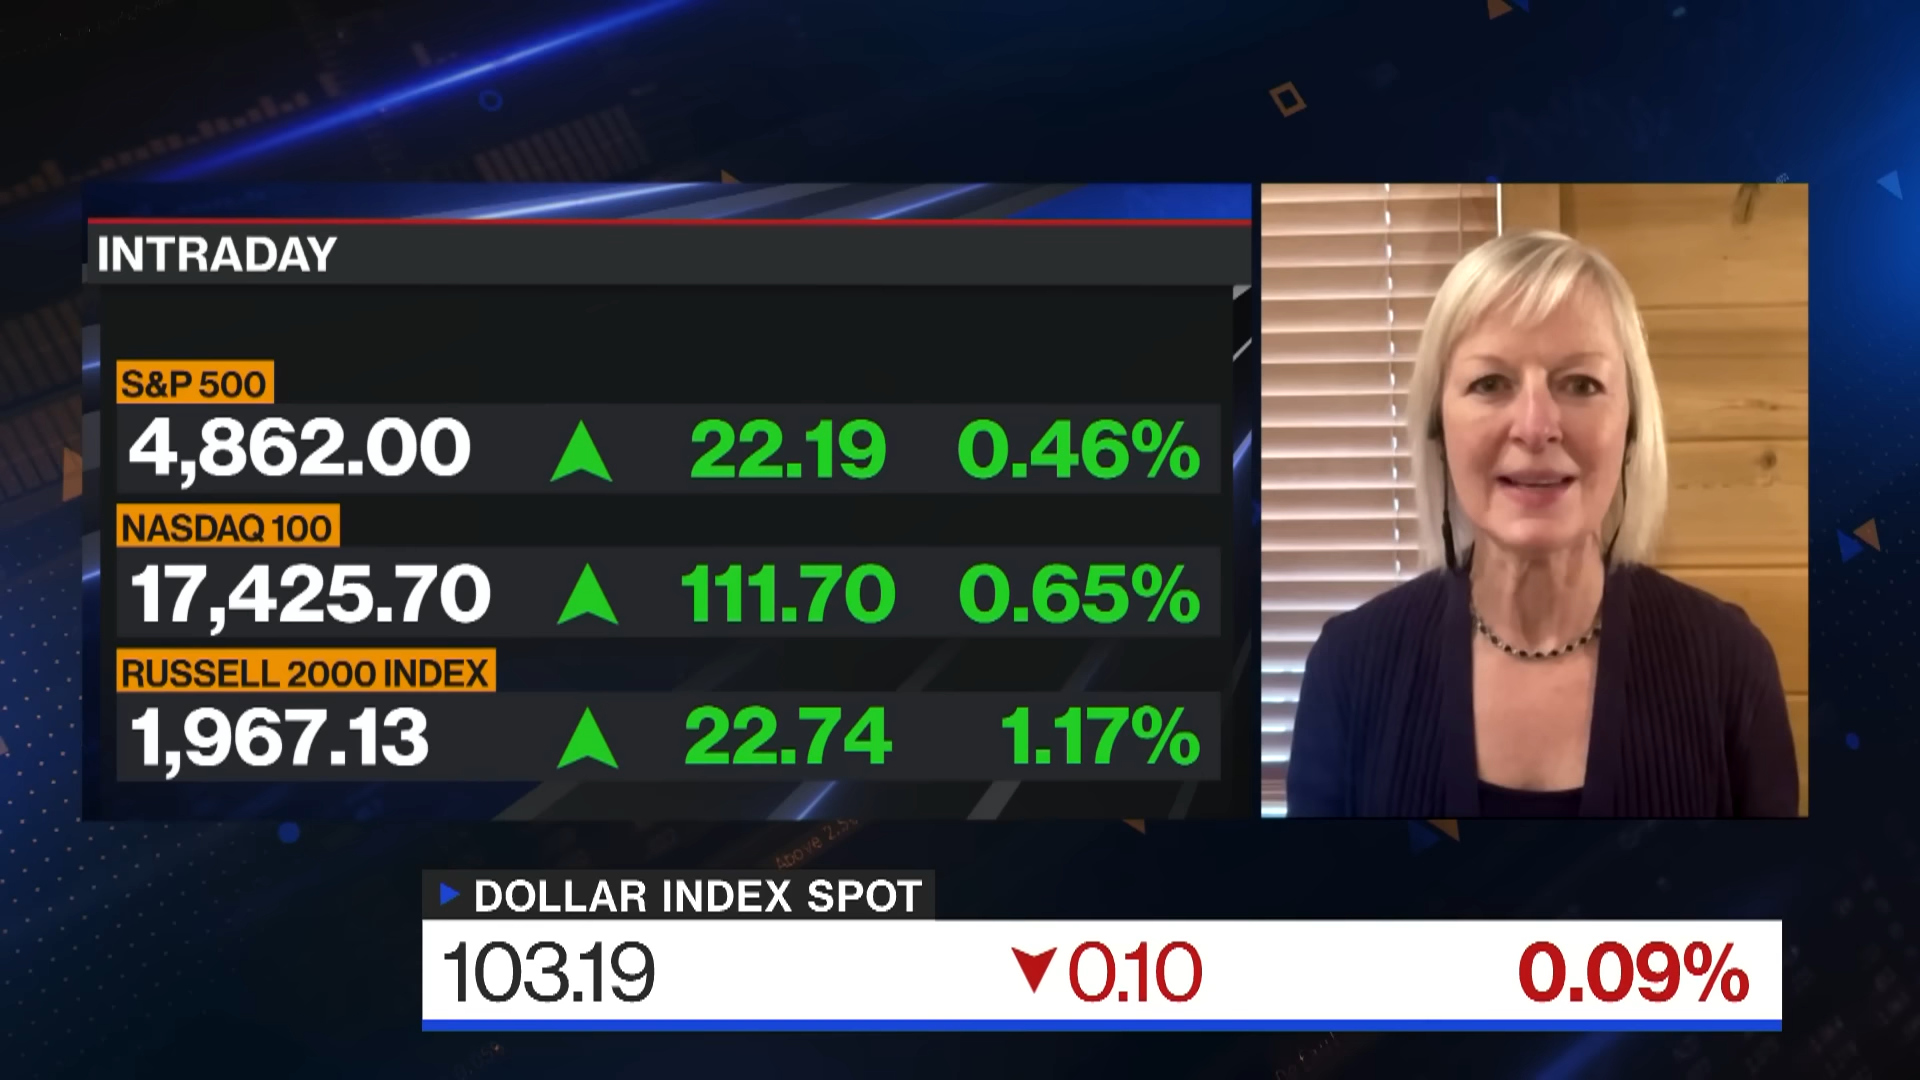 INTRADAY
S&P 500
4,862.00 22.19 0.46%
NASDAQ 100
17,425.70 111.70 0.65%
RUSSELL 2000 INDEX
1,967.13 22.74 1.17%
DOLLAR INDEX SPOT
103.19 0.10 0.09%